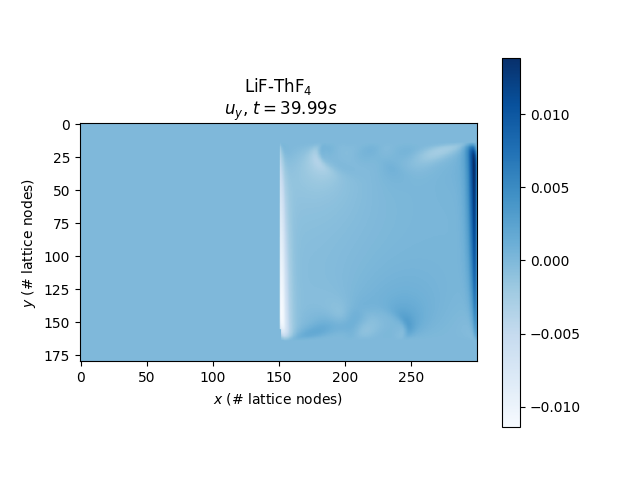 LiF-ThF₄
u_y, t = 39.99s
0
25
50
75
100
125
150
175
y (# lattice nodes)
0 50 100 150 200 250
x (# lattice nodes)
0.010
0.005
0.000
−0.005
−0.010